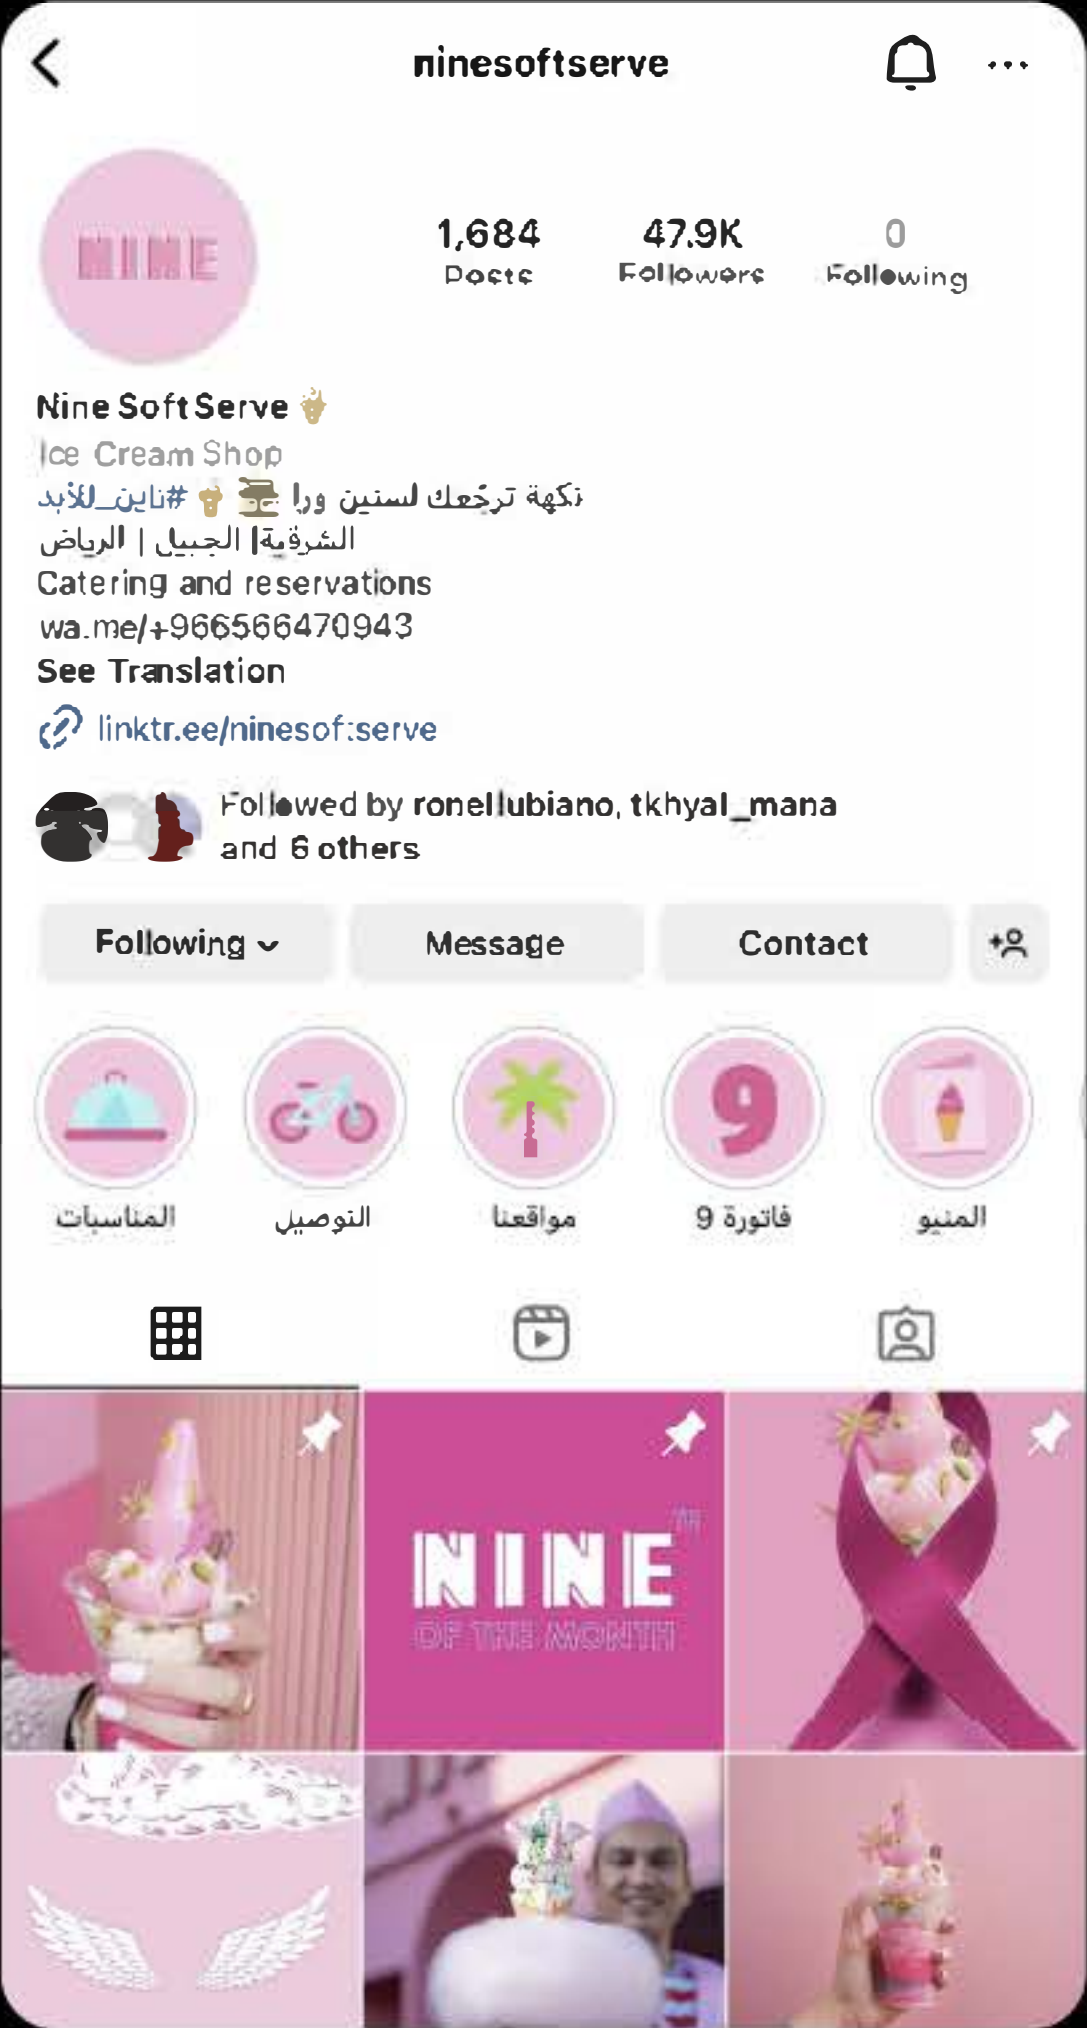 ninesoftserve
NINE
1,684
Posts
47.9K
Followers
0
Following
Nine Soft Serve
Ice Cream Shop
نكهة ترجّعك لسنين ورا #ناين_للأبد
الشرقية| الجبيل | الرياض
Catering and reservations
wa.me/+966566470943
See Translation
linktr.ee/ninesoftserve
Followed by ronellubiano, tkhyal_mana
and 6 others
Following
Message
Contact
9
المناسبات
التوصيل
مواقعنا
فاتورة 9
المنيو
NINE
OF THE MONTH